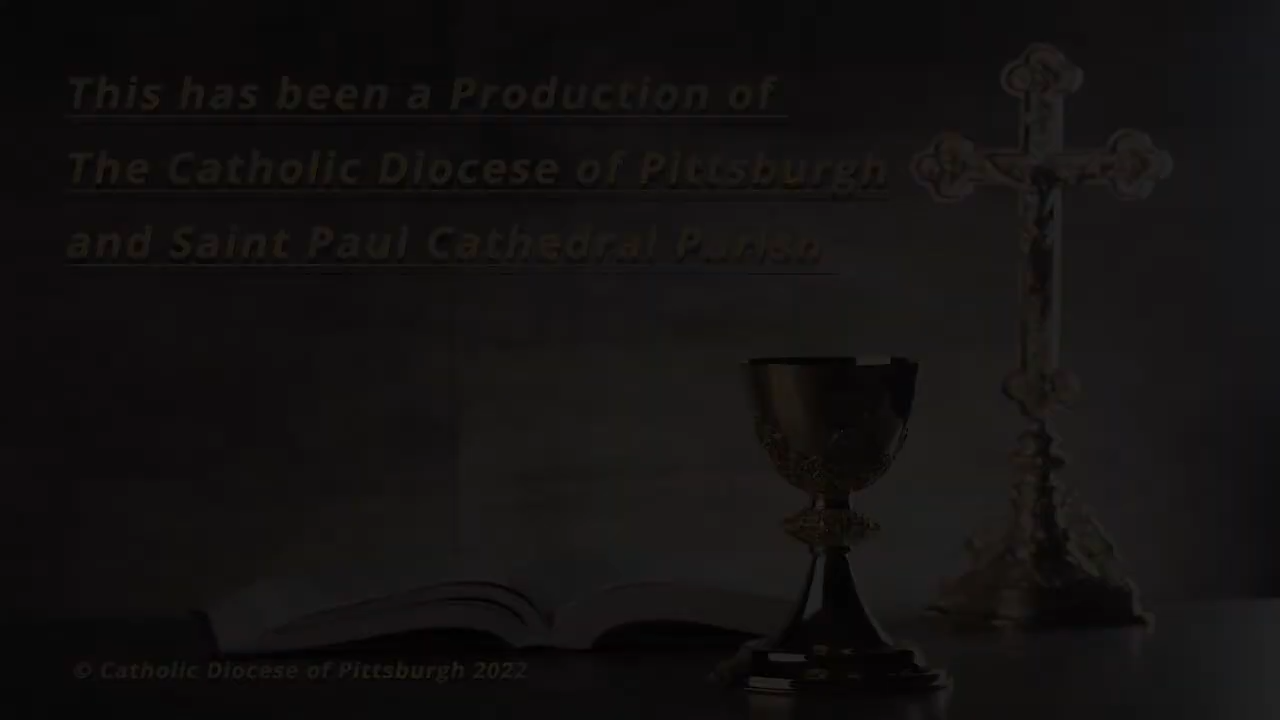 This has been a Production of
The Catholic Diocese of Pittsburgh
and Saint Paul Cathedral Parish
© Catholic Diocese of Pittsburgh 2022